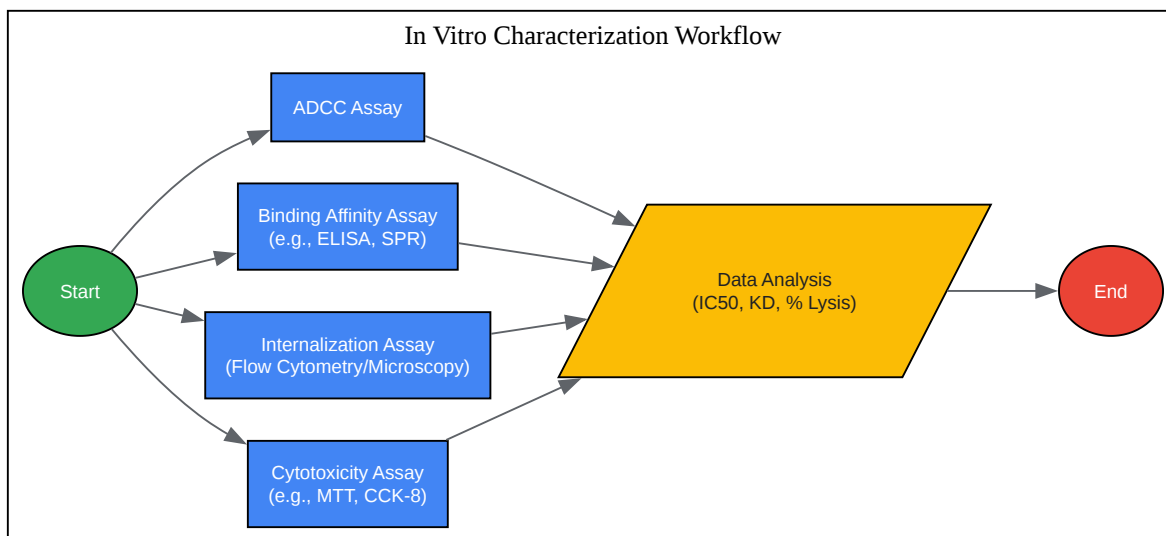 In Vitro Characterization Workflow
ADCC Assay
Binding Affinity Assay
(e.g., ELISA, SPR)
Start
Internalization Assay
(Flow Cytometry/Microscopy)
Cytotoxicity Assay
(e.g., MTT, CCK-8)
Data Analysis
(IC50, KD, % Lysis)
End